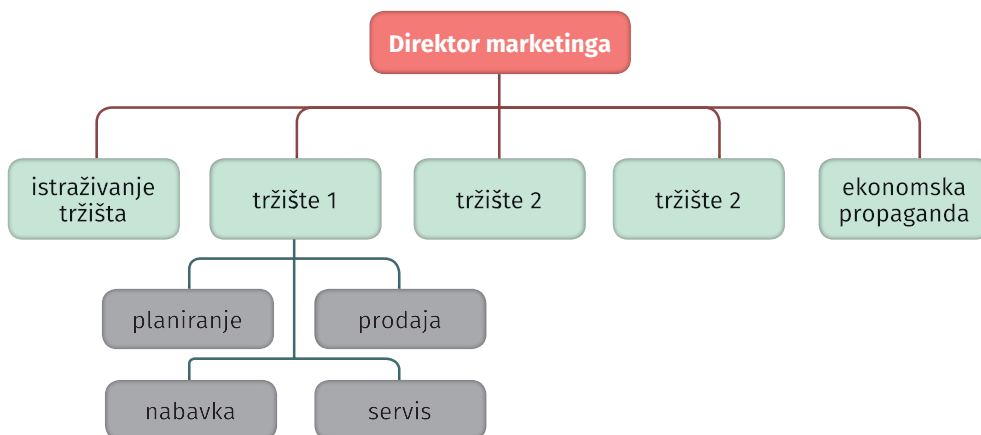 Direktor marketinga
istraživanje
tržišta
tržište 1
tržište 2
tržište 2
ekonomska
propaganda
planiranje
prodaja
nabavka
servis